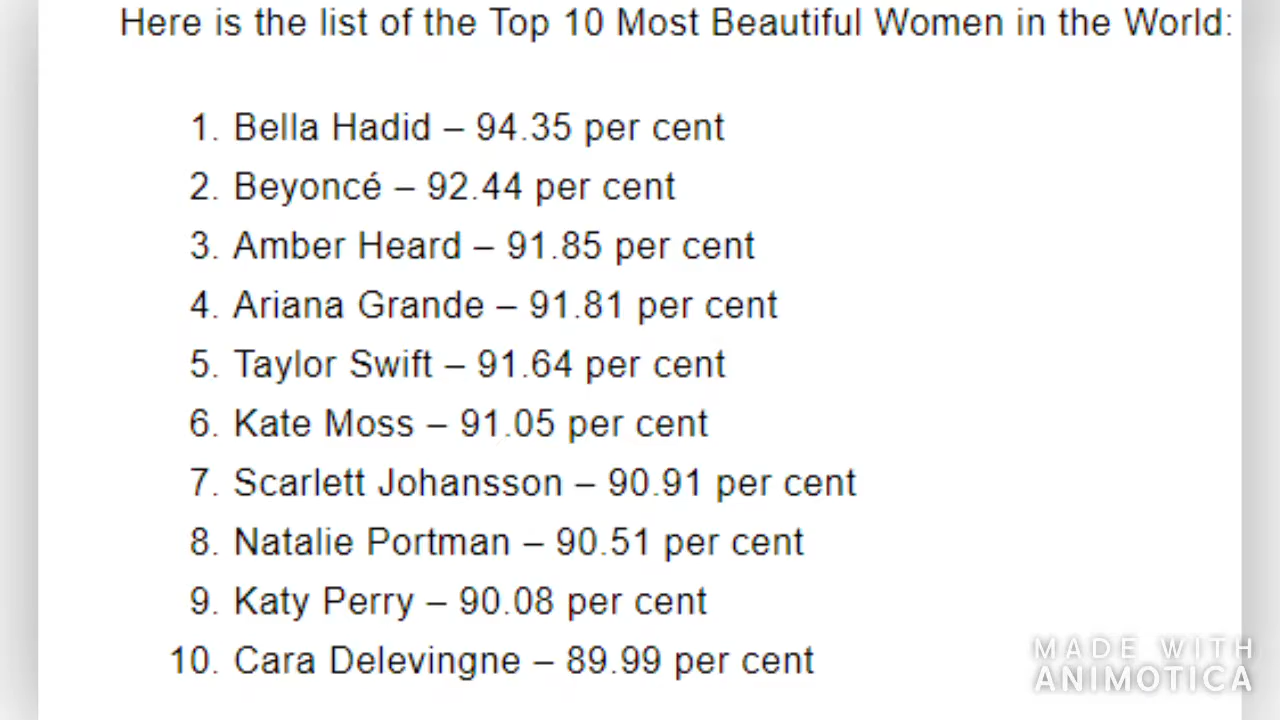 Here is the list of the Top 10 Most Beautiful Women in the World:
1. Bella Hadid – 94.35 per cent
2. Beyoncé – 92.44 per cent
3. Amber Heard – 91.85 per cent
4. Ariana Grande – 91.81 per cent
5. Taylor Swift – 91.64 per cent
6. Kate Moss – 91.05 per cent
7. Scarlett Johansson – 90.91 per cent
8. Natalie Portman – 90.51 per cent
9. Katy Perry – 90.08 per cent
10. Cara Delevingne – 89.99 per cent
MADE WITH
ANIMOTICA